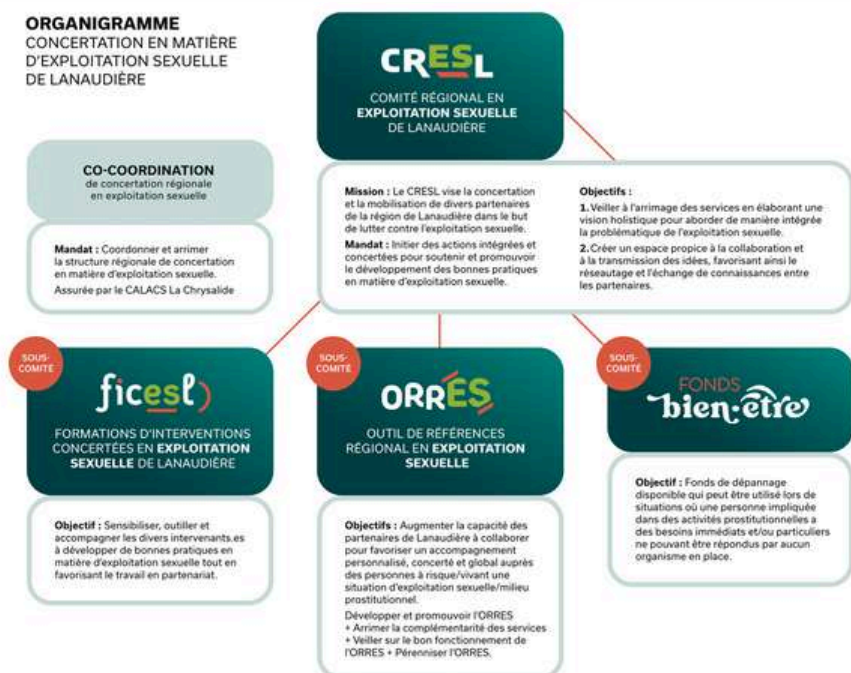 ORGANIGRAMME
CONCERTATION EN MATIÈRE
D'EXPLOITATION SEXUELLE
DE LANAUDIÈRE
CRESL
COMITÉ RÉGIONAL EN
EXPLOITATION SEXUELLE
DE LANAUDIÈRE
CO-COORDINATION
de concertation régionale
en exploitation sexuelle
Mandat : Coordonner et arrimer
la structure régionale de concertation
en matière d'exploitation sexuelle.
Assurée par le CALACS La Chrysalide
Mission : Le CRESL vise la concertation
et la mobilisation de divers partenaires
de la région de Lanaudière dans le but
de lutter contre l'exploitation sexuelle.
Mandat : Initier des actions intégrées et
concertées pour soutenir et promouvoir
le développement des bonnes pratiques
en matière d'exploitation sexuelle.
Objectifs :
1. Veiller à l'arrimage des services en élaborant une
vision holistique pour aborder de manière intégrée
la problématique de l'exploitation sexuelle.
2. Créer un espace propice à la collaboration et
à la transmission des idées, favorisant ainsi le
réseautage et l'échange de connaissances entre
les partenaires.
SOUS-
COMITÉ
ficesl
FORMATIONS D'INTERVENTIONS
CONCERTÉES EN EXPLOITATION
SEXUELLE DE LANAUDIÈRE
Objectif : Sensibiliser, outiller et
accompagner les divers intervenants.es
à développer de bonnes pratiques en
matière d'exploitation sexuelle tout en
favorisant le travail en partenariat.
SOUS-
COMITÉ
ORRÉS
OUTIL DE RÉFÉRENCES
RÉGIONAL EN EXPLOITATION
SEXUELLE
Objectifs : Augmenter la capacité des
partenaires de Lanaudière à collaborer
pour favoriser un accompagnement
personnalisé, concerté et global auprès
des personnes à risque/vivant une
situation d'exploitation sexuelle/milieu
prostitutionnel.
Développer et promouvoir l'ORRES
+ Arrimer la complémentarité des services
+ Veiller sur le bon fonctionnement de
l'ORRES + Pérenniser l'ORRES.
SOUS-
COMITÉ
FONDS
bien-être
Objectif : Fonds de dépannage
disponible qui peut être utilisé lors de
situations où une personne impliquée
dans des activités prostitutionnelles a
des besoins immédiats et/ou particuliers
ne pouvant être répondus par aucun
organisme en place.